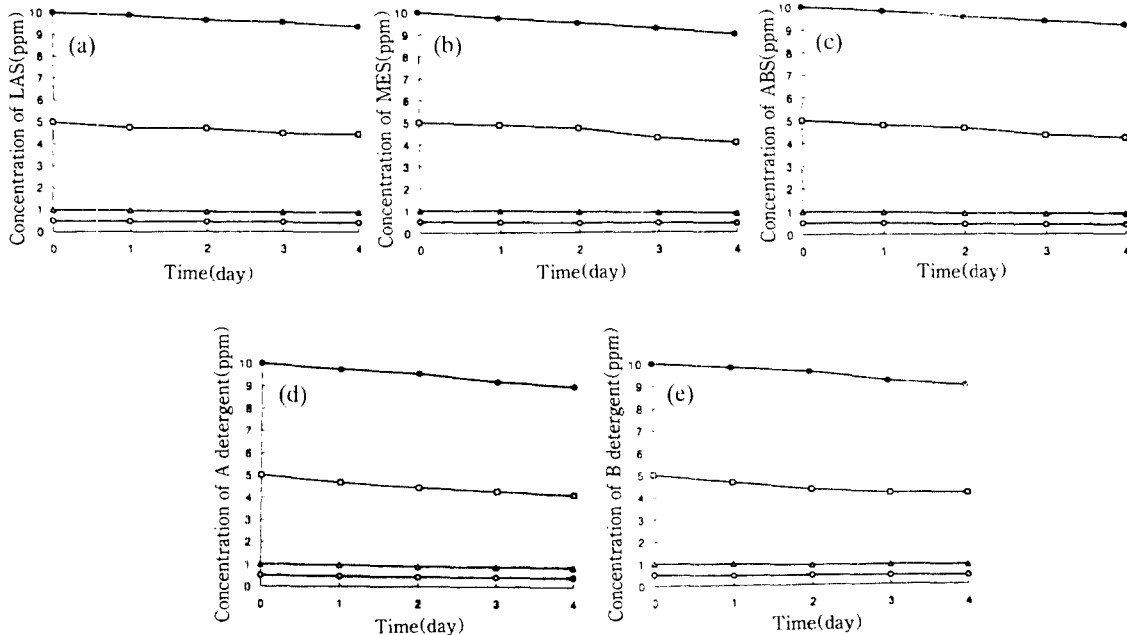 Concentration of LAS(ppm)
10
9
8
7
6
5
4
3
2
1
0
(a)
0 1 2 3 4
Time(day)
Concentration of MES(ppm)
10
9
8
7
6
5
4
3
2
1
0
(b)
0 1 2 3 4
Time(day)
Concentration of ABS(ppm)
10
9
8
7
6
5
4
3
2
1
0
(c)
0 1 2 3 4
Time(day)
Concentration of A detergent(ppm)
10
9
8
7
6
5
4
3
2
1
0
(d)
0 1 2 3 4
Time(day)
Concentration of B detergent(ppm)
10
9
8
7
6
5
4
3
2
1
0
(e)
0 1 2 3 4
Time(day)